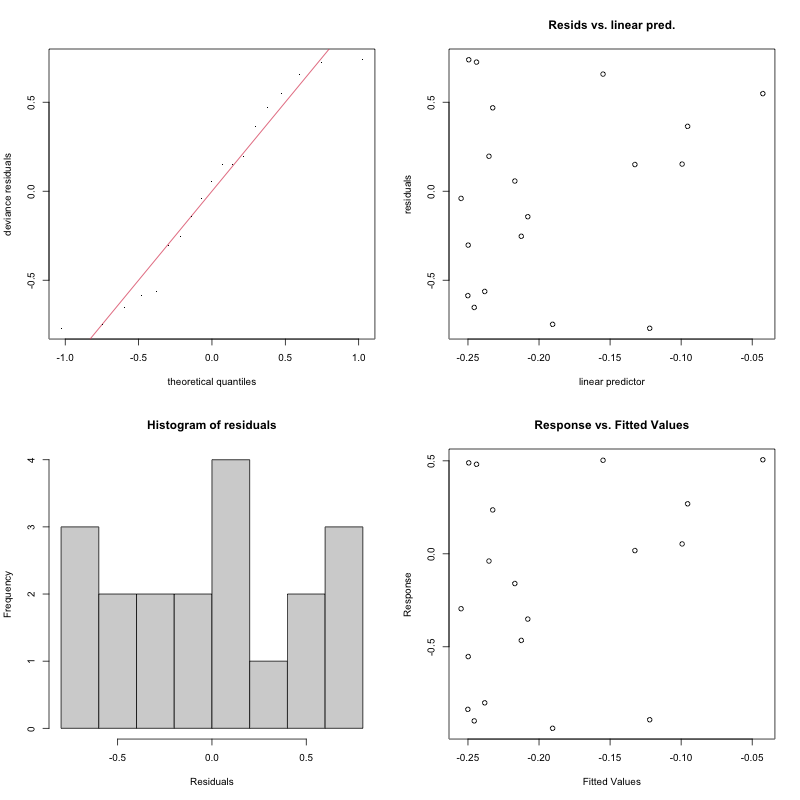 deviance residuals
0.5
0.0
-0.5
-1.0 -0.5 0.0 0.5 1.0
theoretical quantiles
Resids vs. linear pred.
residuals
0.5
0.0
-0.5
-0.25 -0.20 -0.15 -0.10 -0.05
linear predictor
Histogram of residuals
Frequency
4
3
2
1
0
-0.5 0.0 0.5
Residuals
Response vs. Fitted Values
Response
0.5
0.0
-0.5
-0.25 -0.20 -0.15 -0.10 -0.05
Fitted Values